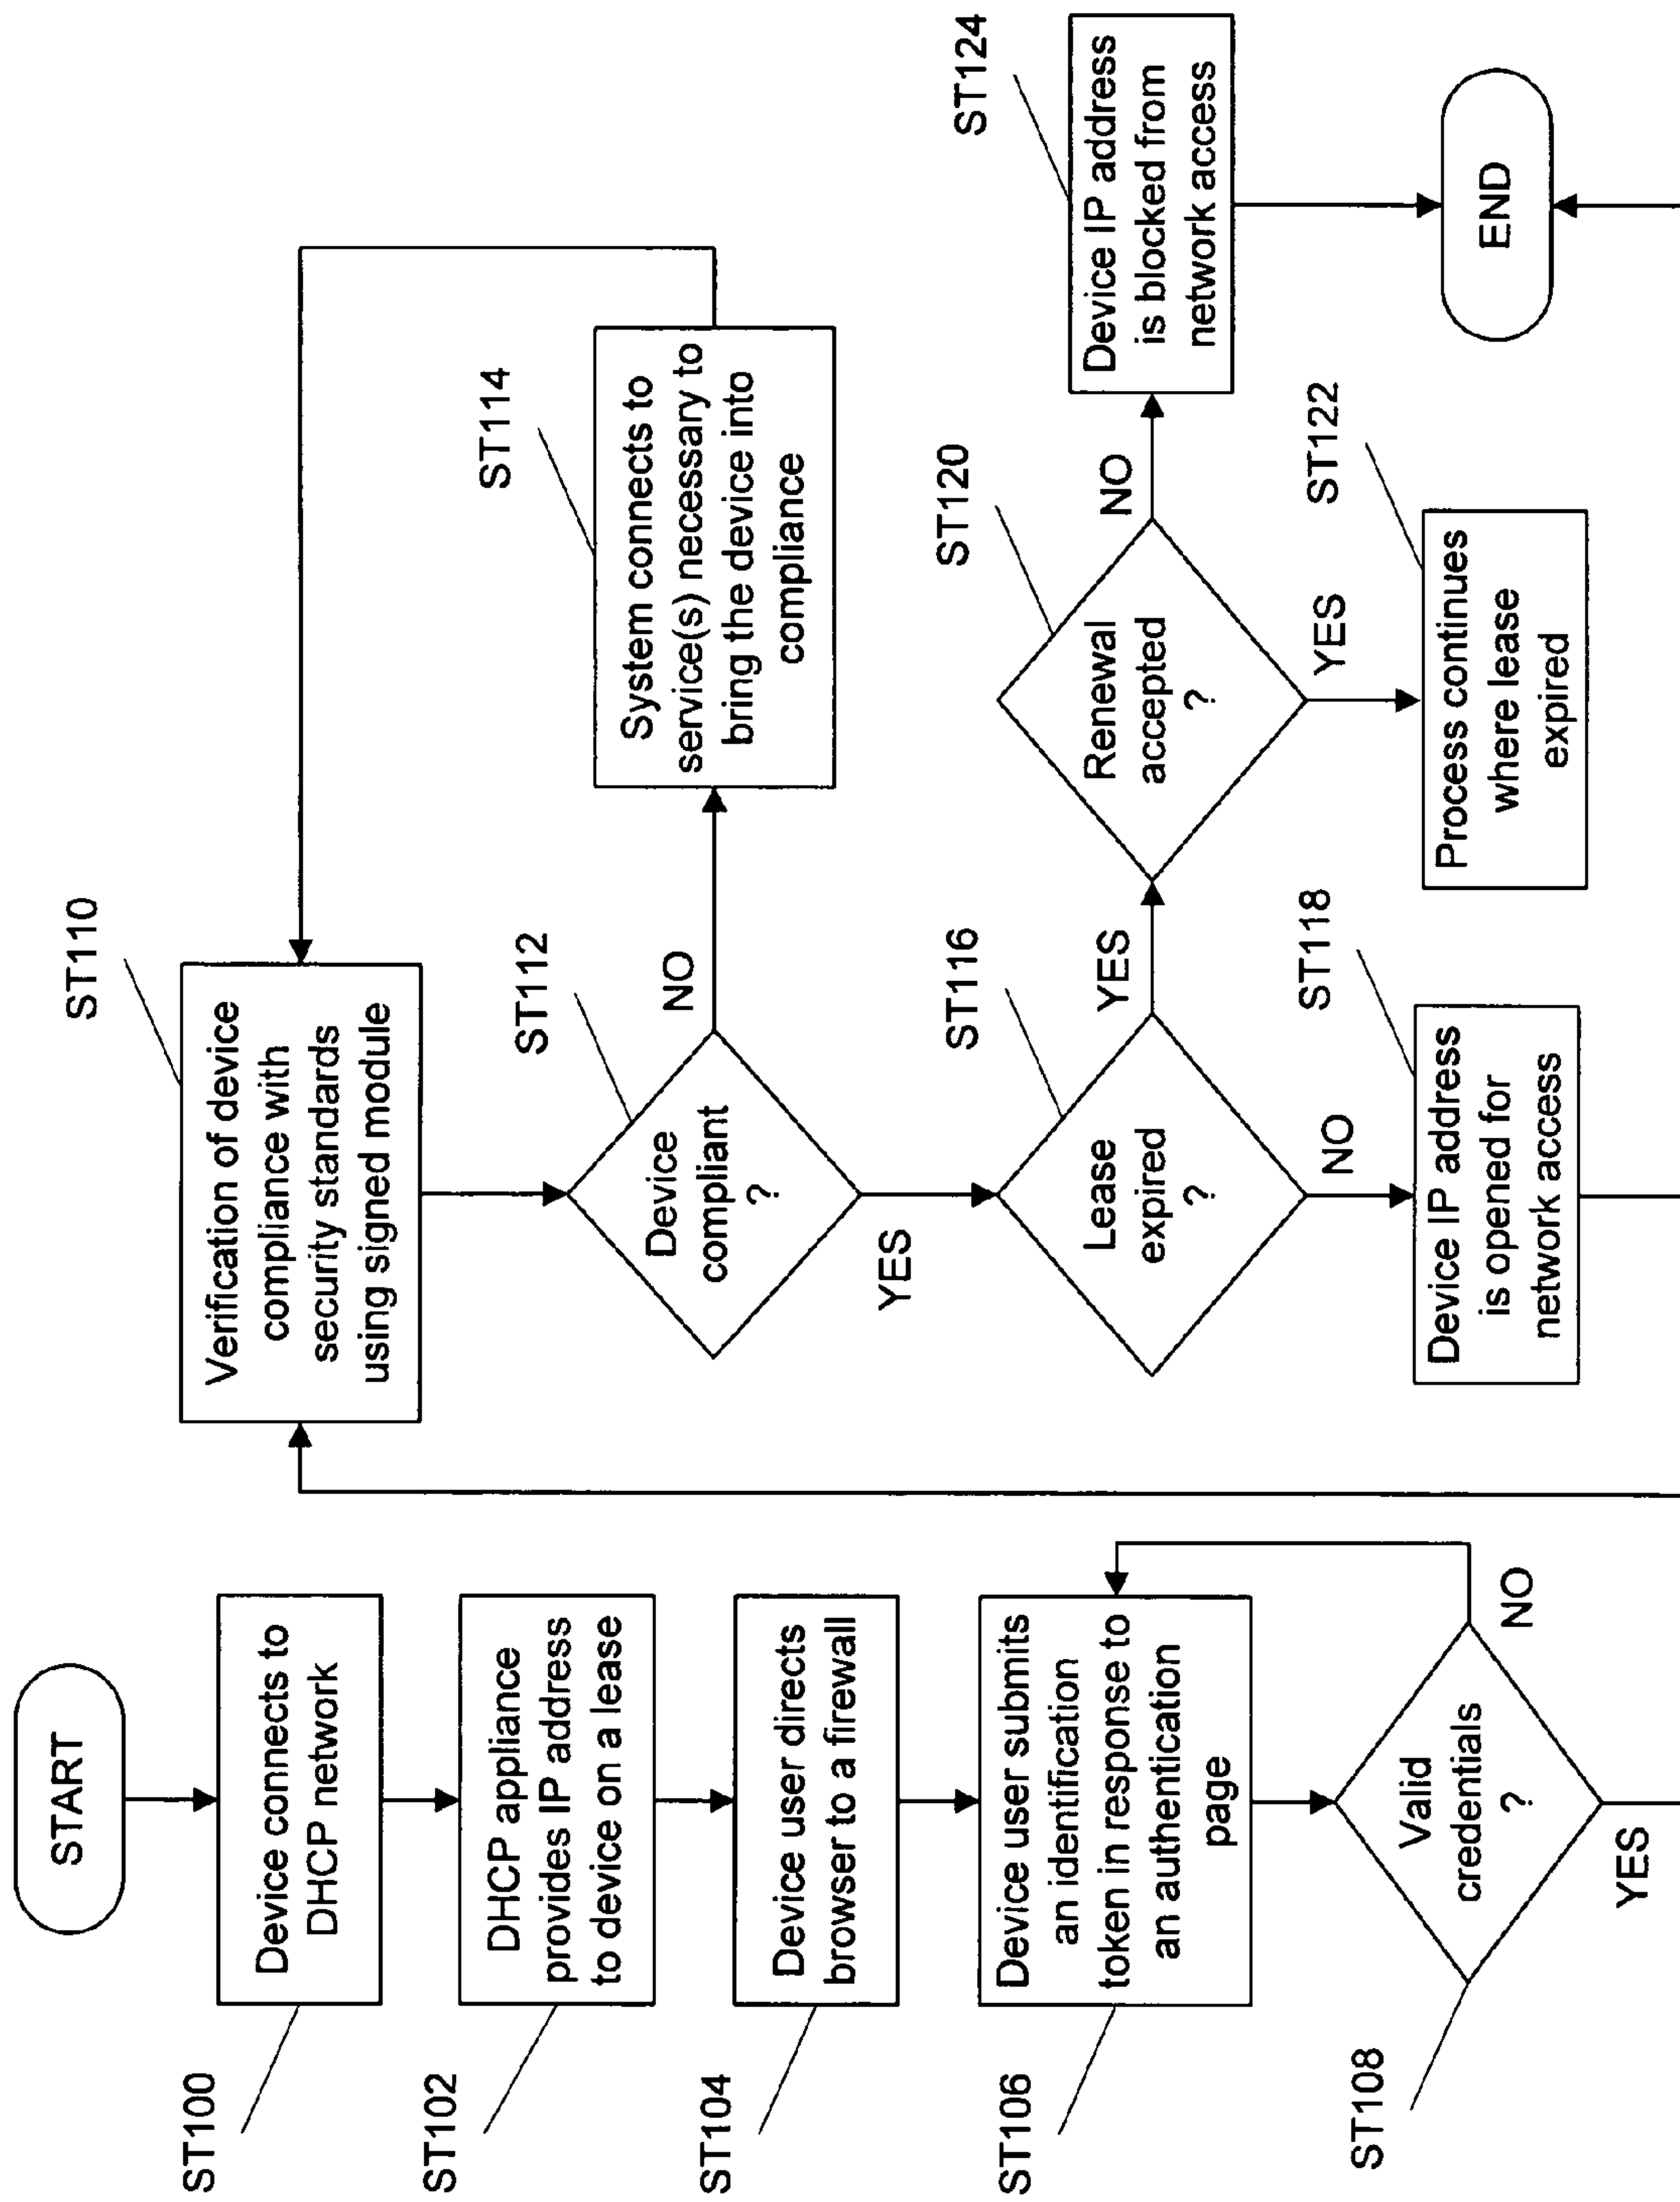 START
ST100
Device connects to
DHCP network
ST102
DHCP appliance
provides IP address
to device on a lease
ST104
Device user directs
browser to a firewall
ST106
Device user submits
an identification
token in response to
an authentication
page
ST108
Valid
credentials
?
NO
YES
ST110
Verification of device
compliance with
security standards
using signed module
ST112
Device
compliant
?
NO
YES
ST114
System connects to
service(s) necessary to
bring the device into
compliance
ST116
Lease
expired
?
YES
NO
ST118
Device IP address
is opened for
network access
ST120
Renewal
accepted
?
NO
YES
ST122
Process continues
where lease
expired
ST124
Device IP address
is blocked from
network access
END